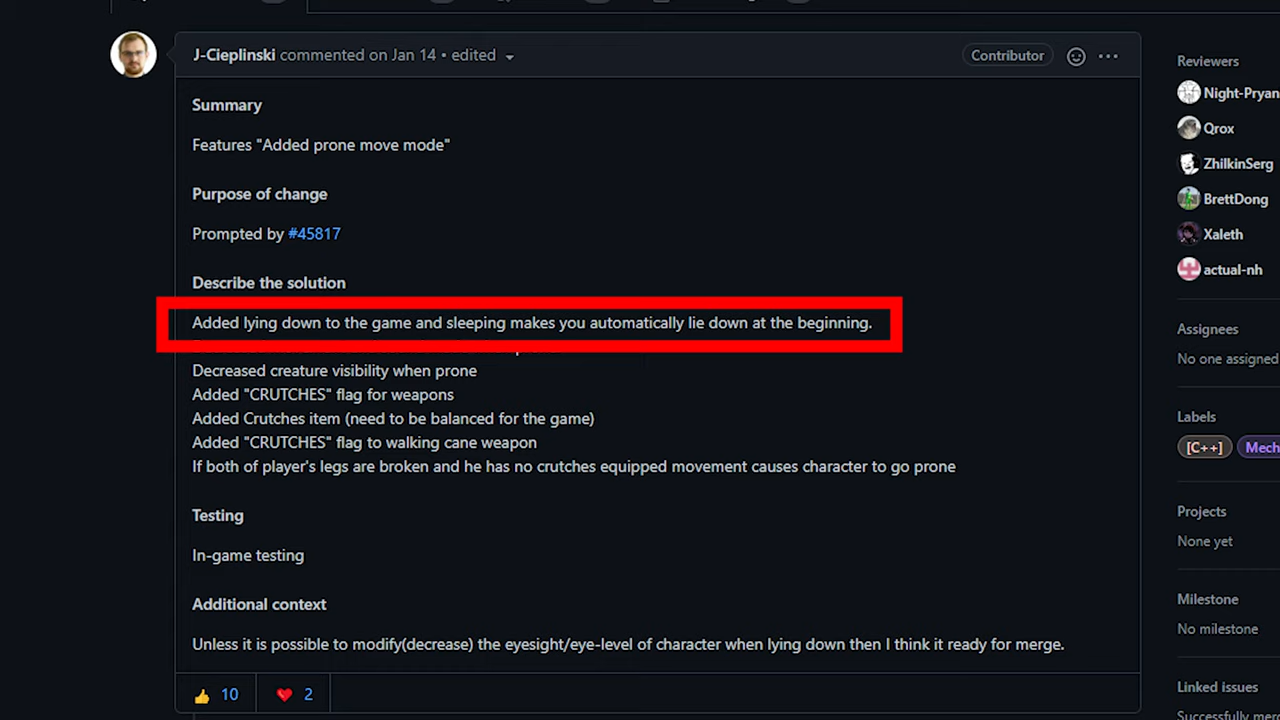 J-Cieplinski commented on Jan 14 • edited
Contributor
Summary
Features "Added prone move mode"
Purpose of change
Prompted by #45817
Describe the solution
Added lying down to the game and sleeping makes you automatically lie down at the beginning.
Decreased creature visibility when prone
Added "CRUTCHES" flag for weapons
Added Crutches item (need to be balanced for the game)
Added "CRUTCHES" flag to walking cane weapon
If both of player's legs are broken and he has no crutches equipped movement causes character to go prone
Testing
In-game testing
Additional context
Unless it is possible to modify(decrease) the eyesight/eye-level of character when lying down then I think it ready for merge.
👍 10 ❤️ 2
Reviewers
Night-Pryan
Qrox
ZhilkinSerg
BrettDong
Xaleth
actual-nh
Assignees
No one assigned
Labels
[C++] Mech
Projects
None yet
Milestone
No milestone
Linked issues
Successfully mer